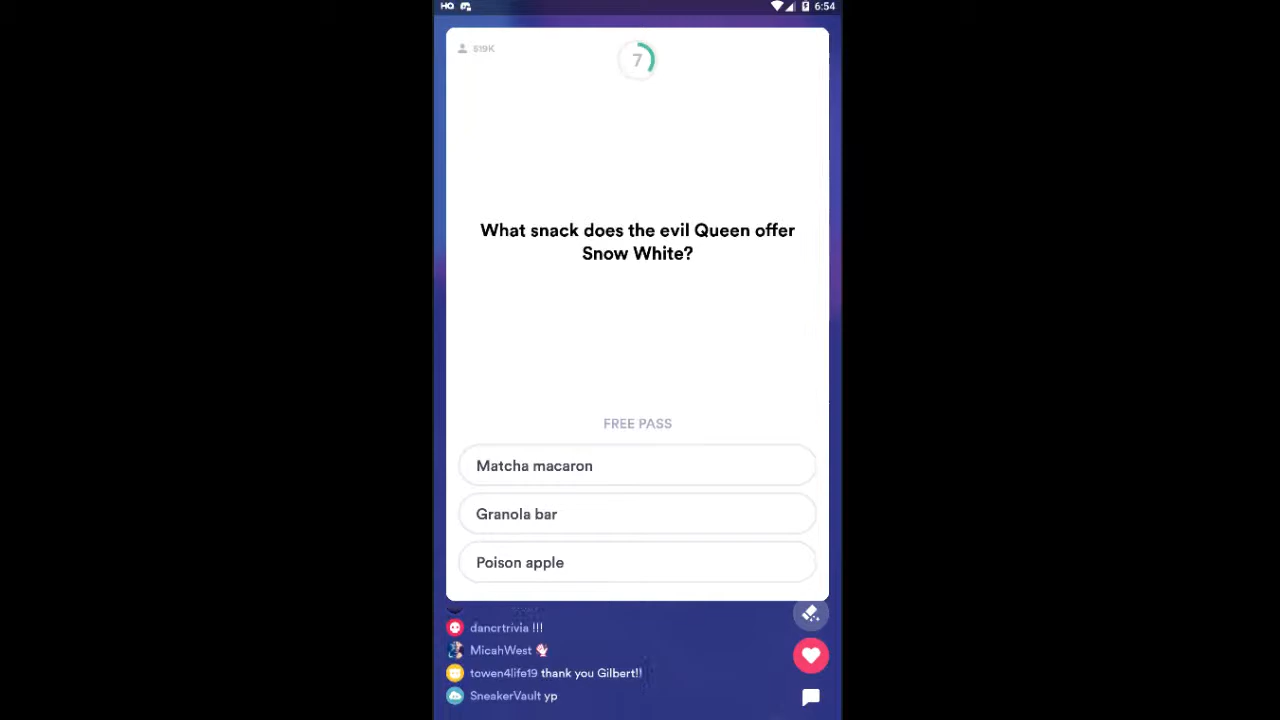 HQ 6:54
619K
7
What snack does the evil Queen offer
Snow White?
FREE PASS
Matcha macaron
Granola bar
Poison apple
dancrtrivia !!!
MicahWest
towen4life19 thank you Gilbert!!
SneakerVault yp